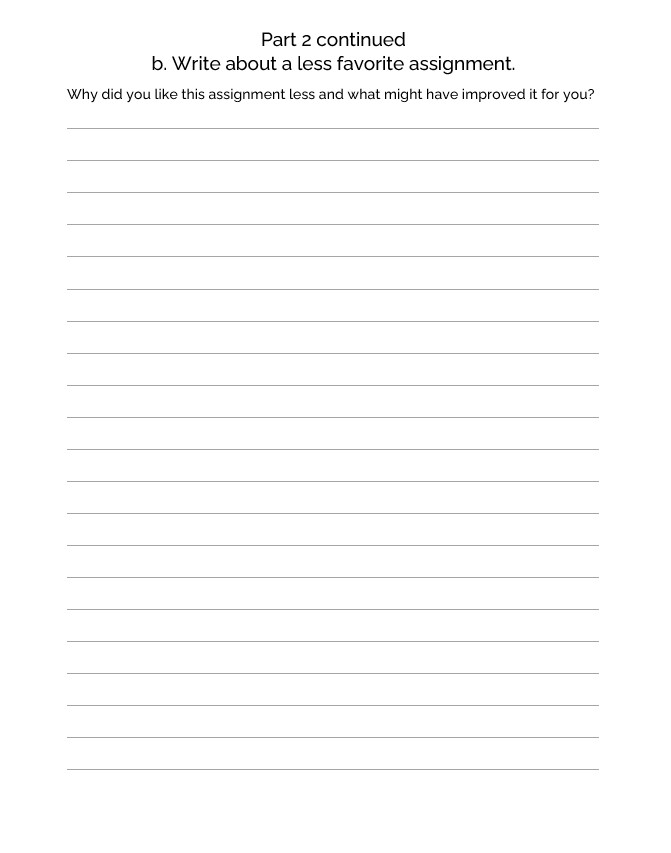 Part 2 continued
b. Write about a less favorite assignment.
Why did you like this assignment less and what might have improved it for you?